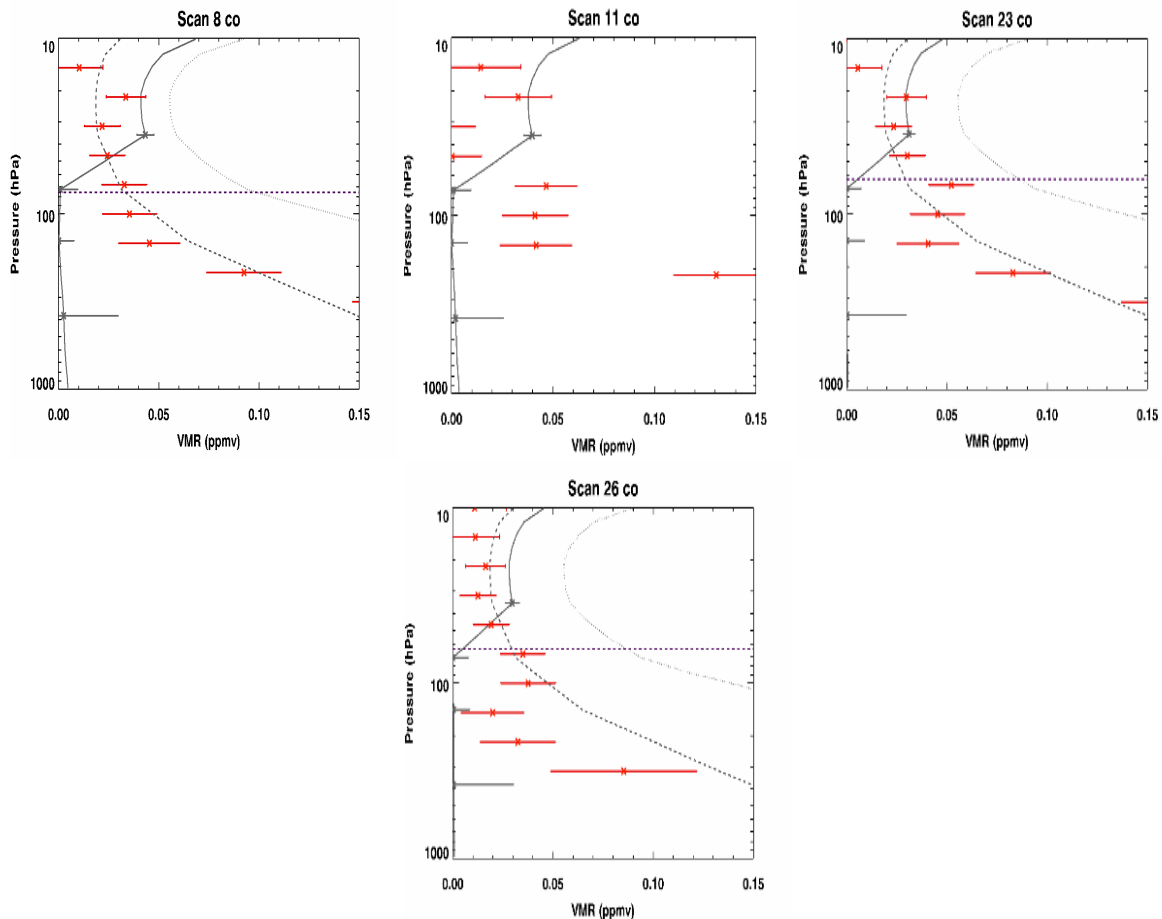 Scan 8 co
Scan 11 co
Scan 23 co
10
100
1000
Pressure (hPa)
0.00 0.05 0.10 0.15
VMR (ppmv)
10
100
1000
Pressure (hPa)
0.00 0.05 0.10 0.15
VMR (ppmv)
10
100
1000
Pressure (hPa)
0.00 0.05 0.10 0.15
VMR (ppmv)
Scan 26 co
10
100
1000
Pressure (hPa)
0.00 0.05 0.10 0.15
VMR (ppmv)